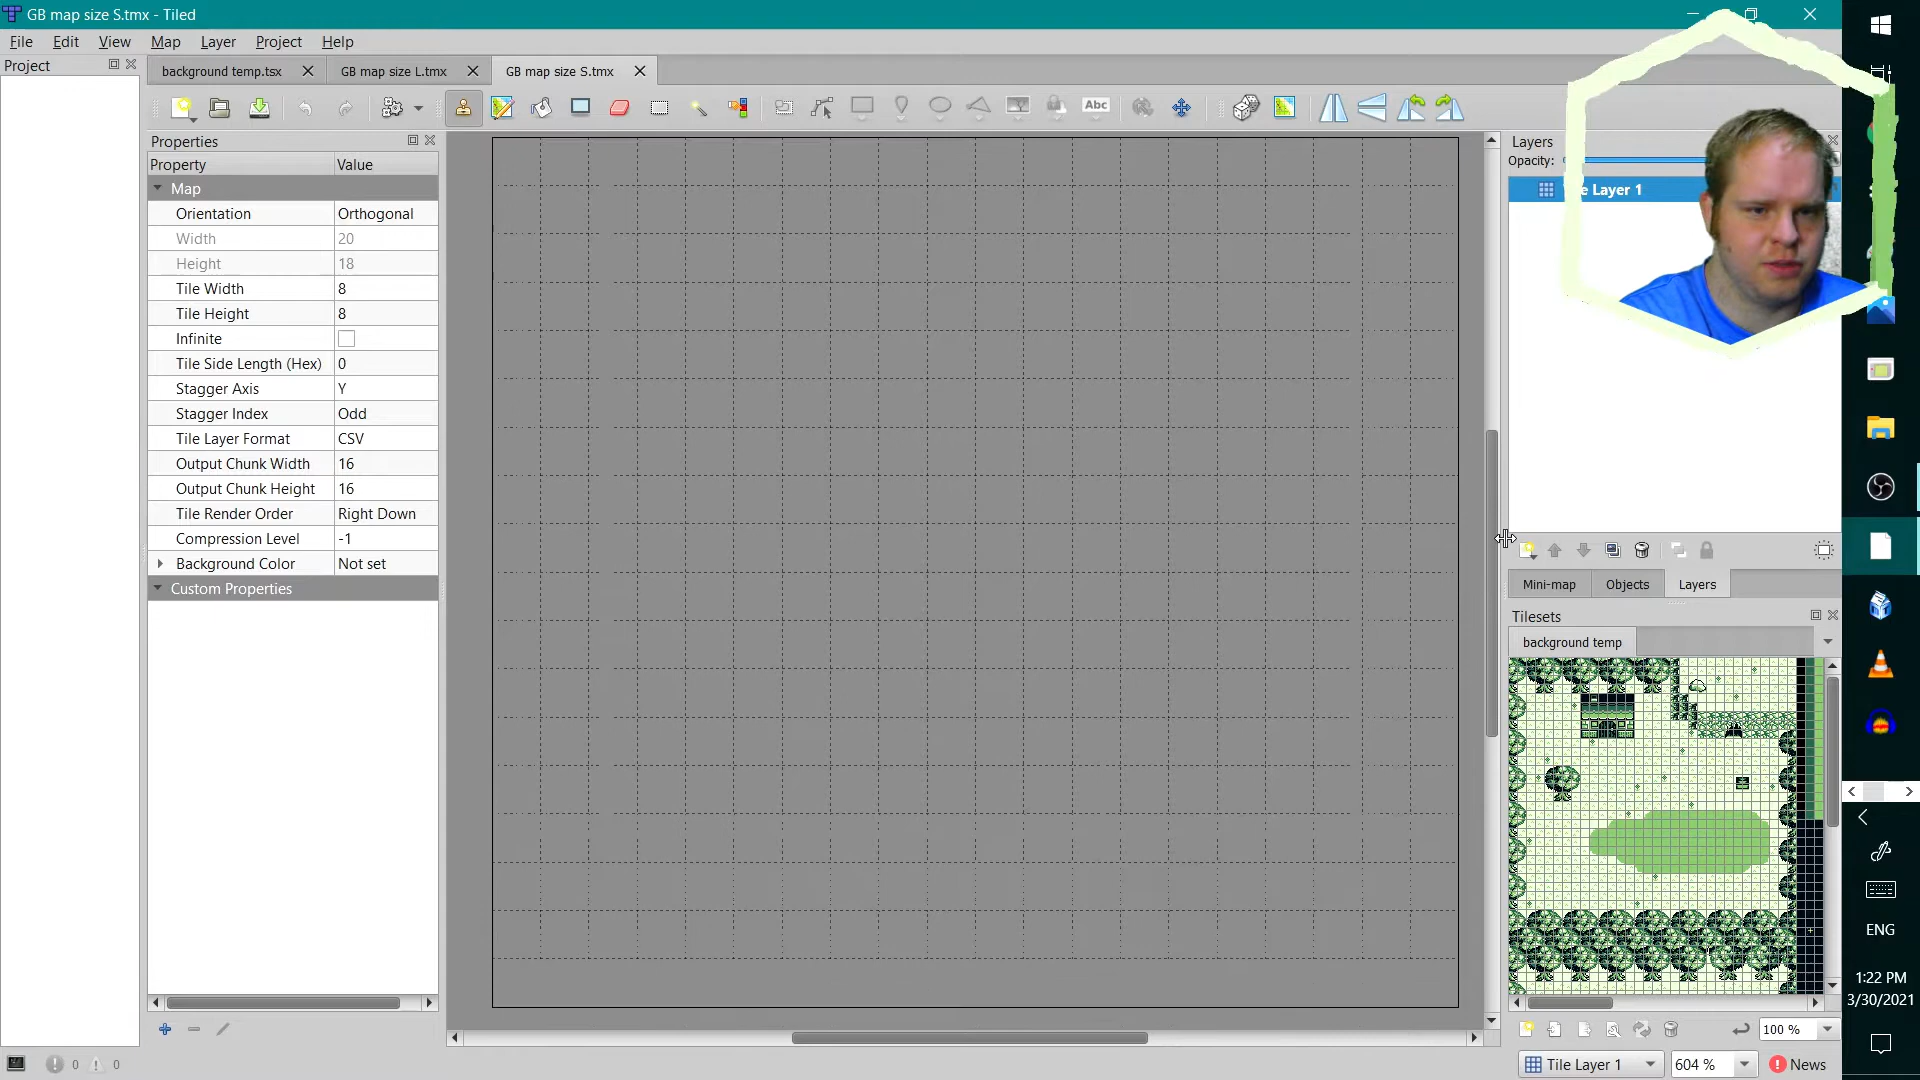 GB map size S.tmx - Tiled
File Edit View Map Layer Project Help
Project
background temp.tsx
GB map size L.tmx
GB map size S.tmx
Abc
Properties
Property Value
Map
Orientation Orthogonal
Width 20
Height 18
Tile Width 8
Tile Height 8
Infinite
Tile Side Length (Hex) 0
Stagger Axis Y
Stagger Index Odd
Tile Layer Format CSV
Output Chunk Width 16
Output Chunk Height 16
Tile Render Order Right Down
Compression Level -1
Background Color Not set
Custom Properties
Layers
Opacity:
Layer 1
Mini-map Objects Layers
Tilesets
background temp
100 %
Tile Layer 1
604 %
News
0 0
ENG
1:22 PM
3/30/2021